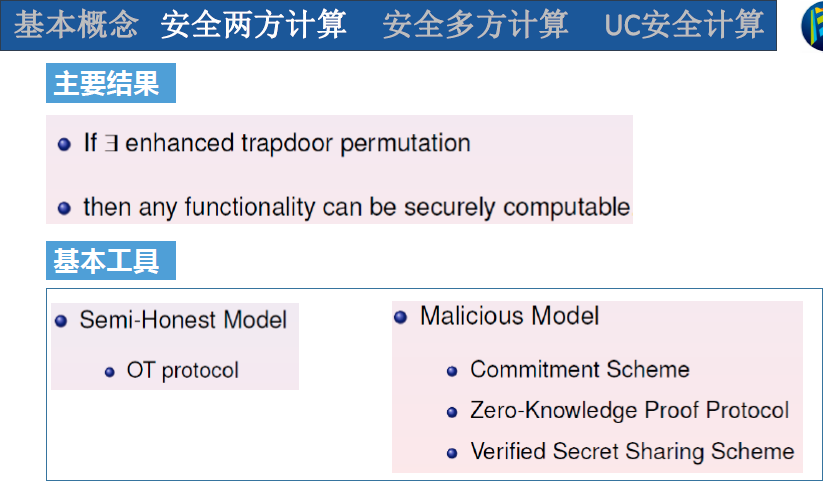 基本概念 安全两方计算 安全多方计算 UC安全计算
主要结果
If ∃ enhanced trapdoor permutation
then any functionality can be securely computable
基本工具
Semi-Honest Model
OT protocol
Malicious Model
Commitment Scheme
Zero-Knowledge Proof Protocol
Verified Secret Sharing Scheme